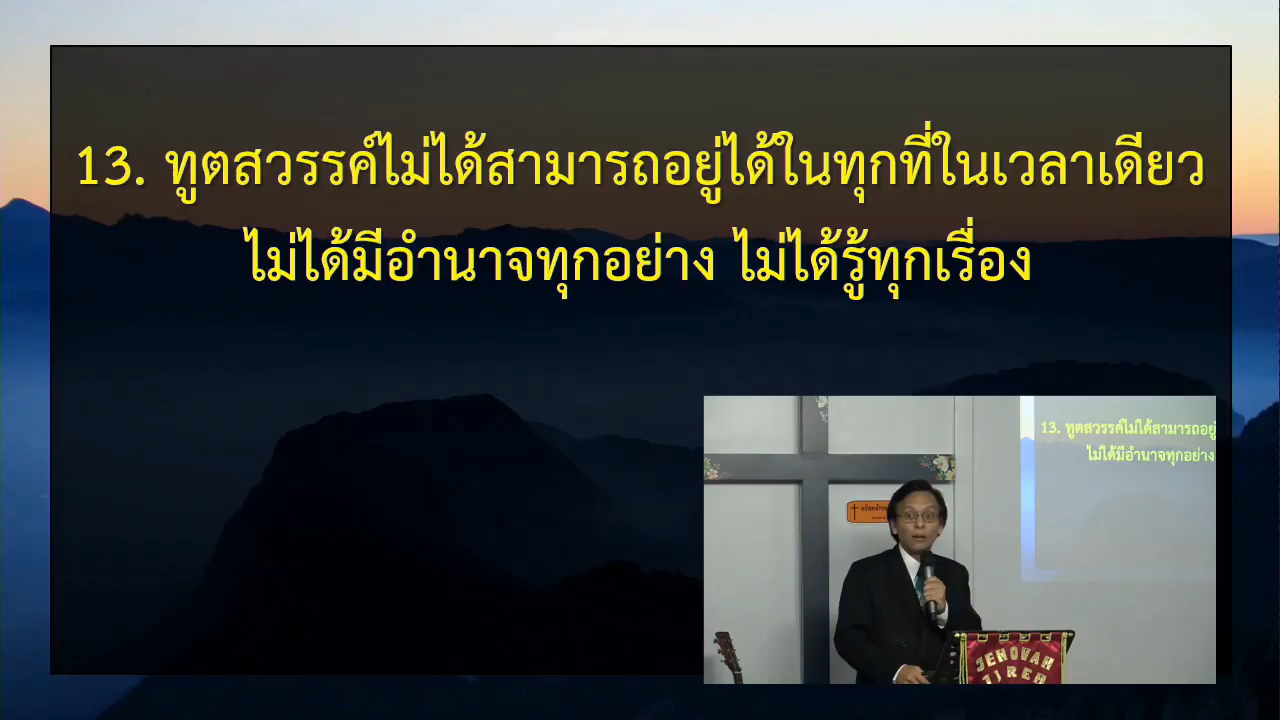 13. ทูตสวรรค์ไม่ได้สามารถอยู่ได้ในทุกที่ในเวลาเดียว
ไม่ได้มีอำนาจทุกอย่าง ไม่ได้รู้ทุกเรื่อง
13. ทูตสวรรค์ไม่ได้สามารถอยู่
ไม่ได้มีอำนาจทุกอย่าง
JEHOVAH
JIREH